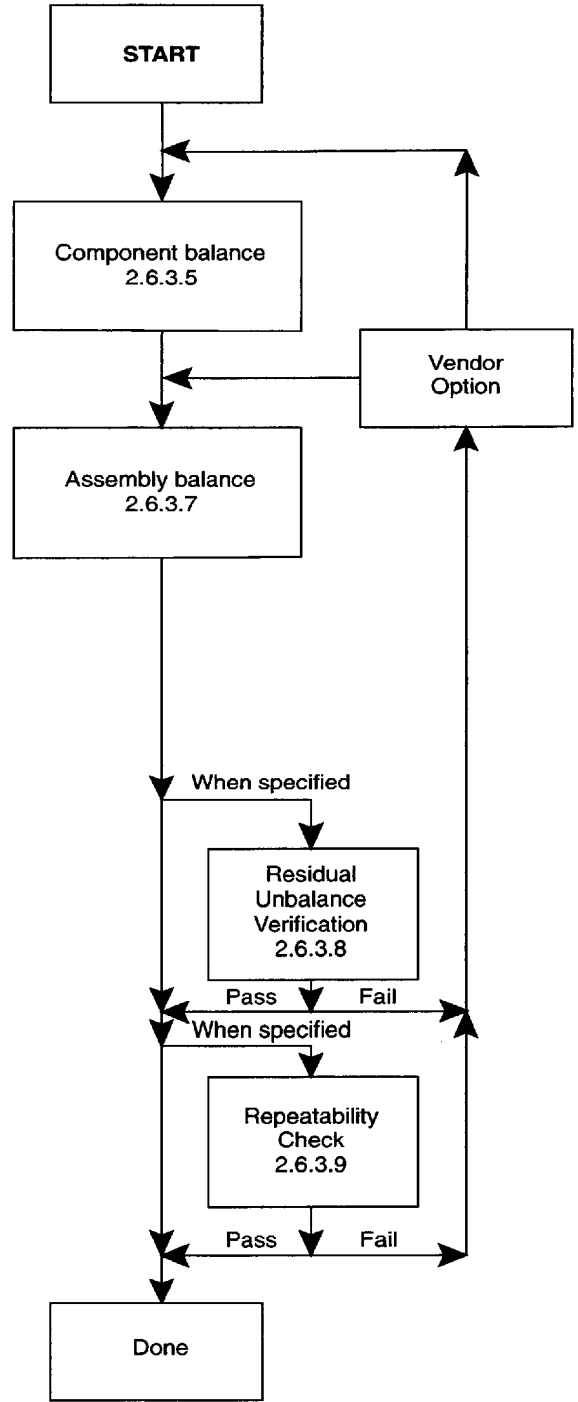 START
Component balance
2.6.3.5
Vendor
Option
Assembly balance
2.6.3.7
When specified
Residual
Unbalance
Verification
2.6.3.8
Pass
Fail
When specified
Repeatability
Check
2.6.3.9
Pass
Fail
Done